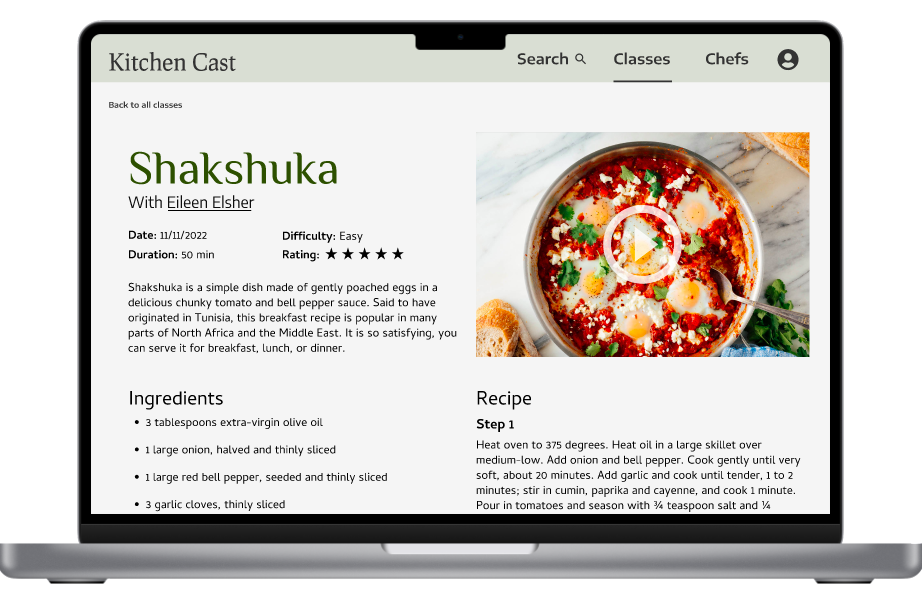 Kitchen Cast
Search
Classes
Chefs
Back to all classes
Shakshuka
With Eileen Elsher
Date: 11/11/2022
Difficulty: Easy
Duration: 50 min
Rating: ★ ★ ★ ★ ★
Shakshuka is a simple dish made of gently poached eggs in a
delicious chunky tomato and bell pepper sauce. Said to have
originated in Tunisia, this breakfast recipe is popular in many
parts of North Africa and the Middle East. It is so satisfying, you
can serve it for breakfast, lunch, or dinner.
Ingredients
• 3 tablespoons extra-virgin olive oil
• 1 large onion, halved and thinly sliced
• 1 large red bell pepper, seeded and thinly sliced
• 3 garlic cloves, thinly sliced
Recipe
Step 1
Heat oven to 375 degrees. Heat oil in a large skillet over
medium-low. Add onion and bell pepper. Cook gently until very
soft, about 20 minutes. Add garlic and cook until tender, 1 to 2
minutes; stir in cumin, paprika and cayenne, and cook 1 minute.
Pour in tomatoes and season with ¾ teaspoon salt and ¼